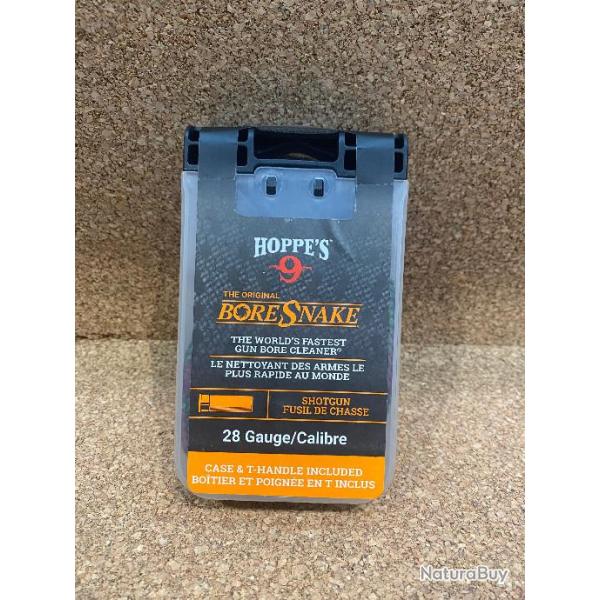 HOPPE'S
9
THE ORIGINAL
BORESNAKE
THE WORLD'S FASTEST
GUN BORE CLEANER®
LE NETTOYANT DES ARMES LE
PLUS RAPIDE AU MONDE
SHOTGUN
FUSIL DE CHASSE
28 Gauge/Calibre
CASE & T-HANDLE INCLUDED
BOÎTIER ET POIGNÉE EN T INCLUS
NaturaBuy